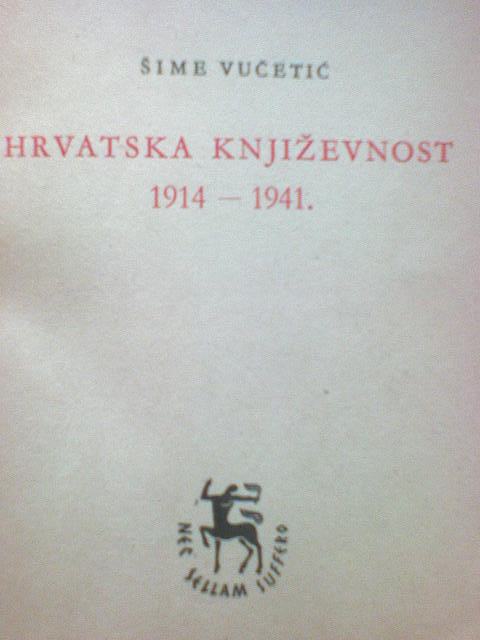 ŠIME VUČETIĆ
HRVATSKA KNJIŽEVNOST
1914 — 1941.
NEC SELLAM SUFFERO